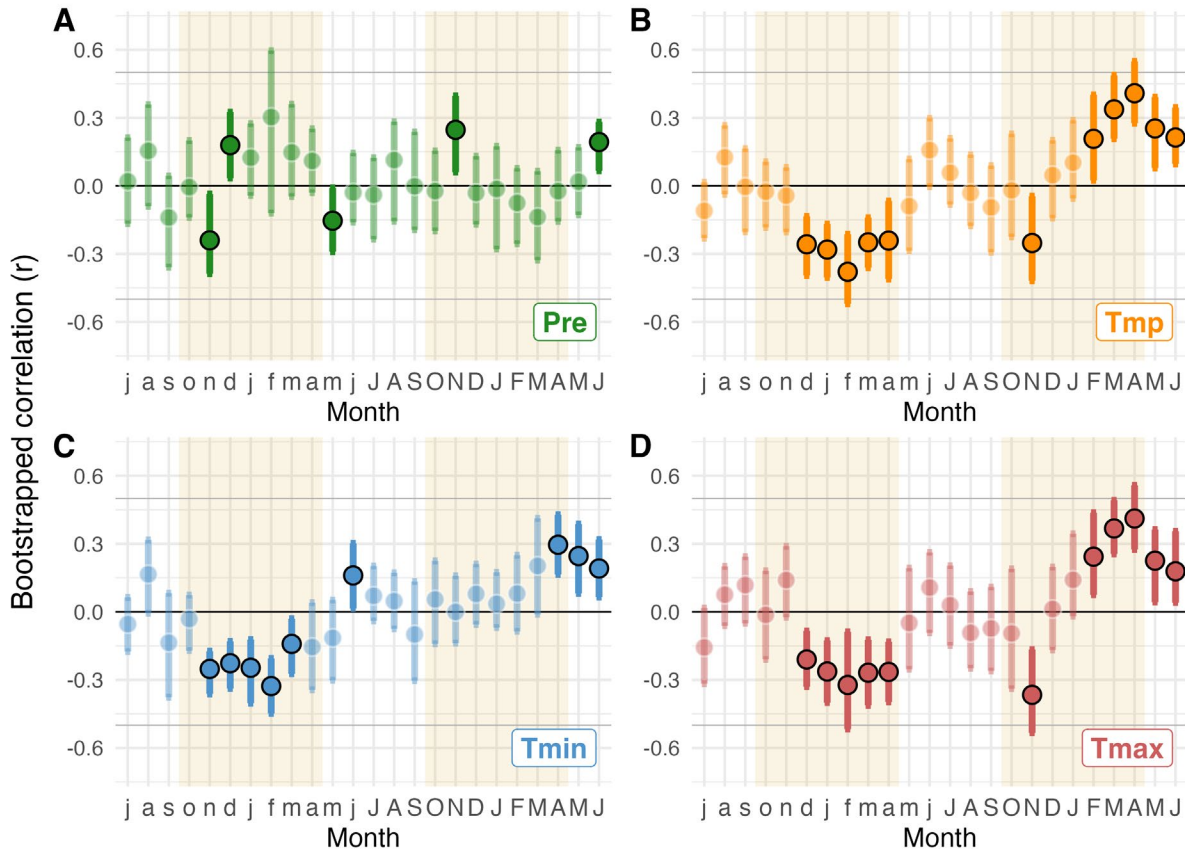 A
0.6
0.3
0.0
-0.3
-0.6
Pre
j a s o n d j f m a m j J A S O N D J F M A M J
Month
B
0.6
0.3
0.0
-0.3
-0.6
Tmp
j a s o n d j f m a m j J A S O N D J F M A M J
Month
Bootstrapped correlation (r)
C
0.6
0.3
0.0
-0.3
-0.6
Tmin
j a s o n d j f m a m j J A S O N D J F M A M J
Month
D
0.6
0.3
0.0
-0.3
-0.6
Tmax
j a s o n d j f m a m j J A S O N D J F M A M J
Month